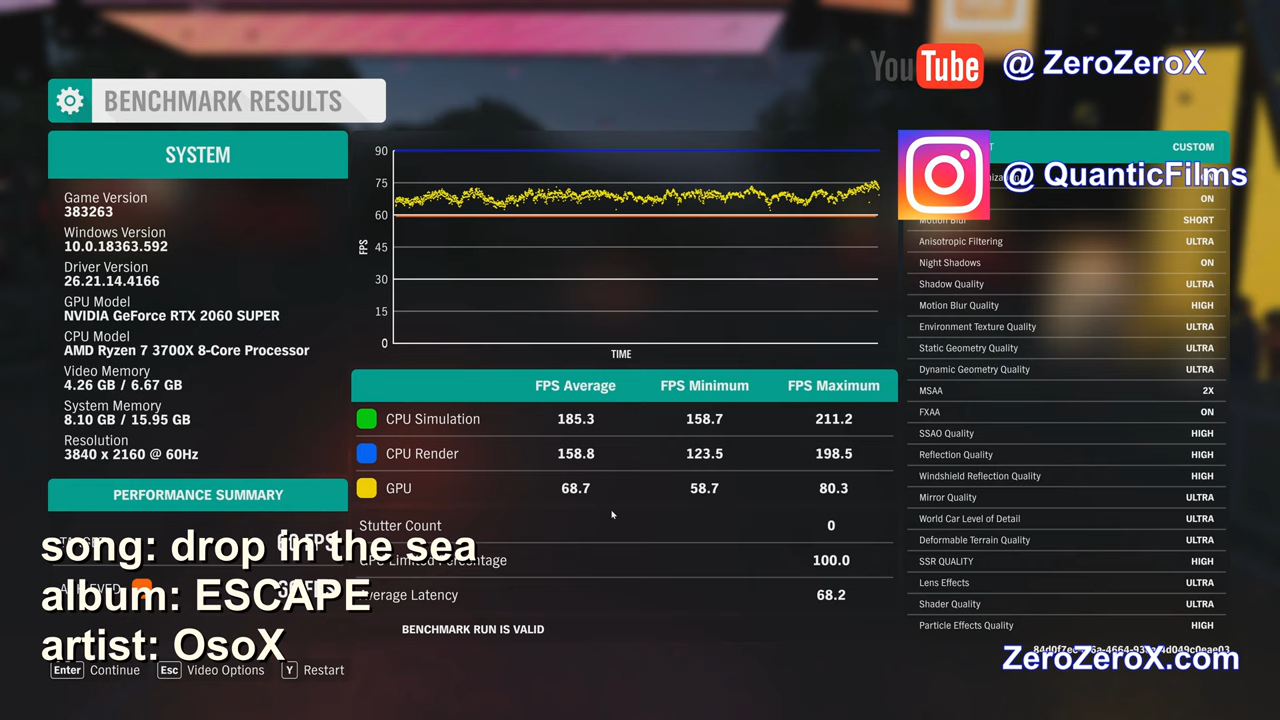 YouTube @ ZeroZeroX
BENCHMARK RESULTS
SYSTEM
Game Version
383263
Windows Version
10.0.18363.592
Driver Version
26.21.14.4166
GPU Model
NVIDIA GeForce RTX 2060 SUPER
CPU Model
AMD Ryzen 7 3700X 8-Core Processor
Video Memory
4.26 GB / 6.67 GB
System Memory
8.10 GB / 15.95 GB
Resolution
3840 x 2160 @ 60Hz
PERFORMANCE SUMMARY
song: drop in the sea
album: ESCAPE
artist: OsoX
Enter Continue Esc Video Options Y Restart
90
75
60
45
30
15
0
FPS
TIME
FPS Average FPS Minimum FPS Maximum
CPU Simulation 185.3 158.7 211.2
CPU Render 158.8 123.5 198.5
GPU 68.7 58.7 80.3
Stutter Count 0
GPU Limited Percentage 100.0
Average Latency 68.2
BENCHMARK RUN IS VALID
CUSTOM
@ QuanticFilms
ON
Motion Blur SHORT
Anisotropic Filtering ULTRA
Night Shadows ON
Shadow Quality ULTRA
Motion Blur Quality HIGH
Environment Texture Quality ULTRA
Static Geometry Quality ULTRA
Dynamic Geometry Quality ULTRA
MSAA 2X
FXAA ON
SSAO Quality HIGH
Reflection Quality HIGH
Windshield Reflection Quality HIGH
Mirror Quality ULTRA
World Car Level of Detail ULTRA
Deformable Terrain Quality ULTRA
SSR QUALITY HIGH
Lens Effects ULTRA
Shader Quality ULTRA
Particle Effects Quality HIGH
ZeroZeroX.com